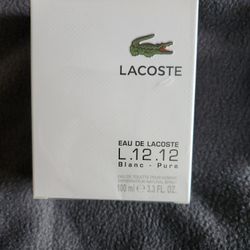 LACOSTE
EAU DE LACOSTE
L.12.12
Blanc - Pure
EAU DE TOILETTE POUR HOMME
VAPORISATEUR NATURAL SPRAY
100 ml e 3.3 FL. OZ.